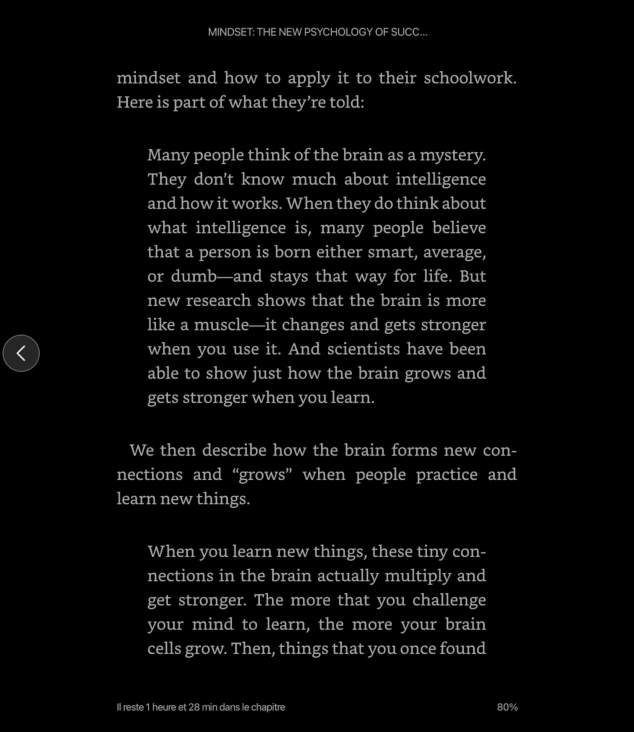 MINDSET: THE NEW PSYCHOLOGY OF SUCC...
mindset and how to apply it to their schoolwork.
Here is part of what they’re told:
Many people think of the brain as a mystery.
They don’t know much about intelligence
and how it works. When they do think about
what intelligence is, many people believe
that a person is born either smart, average,
or dumb—and stays that way for life. But
new research shows that the brain is more
like a muscle—it changes and gets stronger
when you use it. And scientists have been
able to show just how the brain grows and
gets stronger when you learn.
We then describe how the brain forms new con-
nections and “grows” when people practice and
learn new things.
When you learn new things, these tiny con-
nections in the brain actually multiply and
get stronger. The more that you challenge
your mind to learn, the more your brain
cells grow. Then, things that you once found
Il reste 1 heure et 28 min dans le chapitre
80%